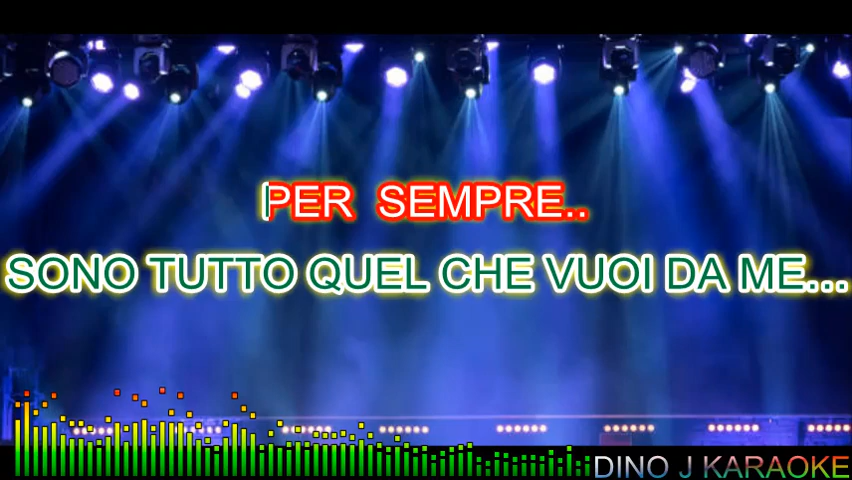 PER SEMPRE..
SONO TUTTO QUEL CHE VUOI DA ME...
DINO J KARAOKE